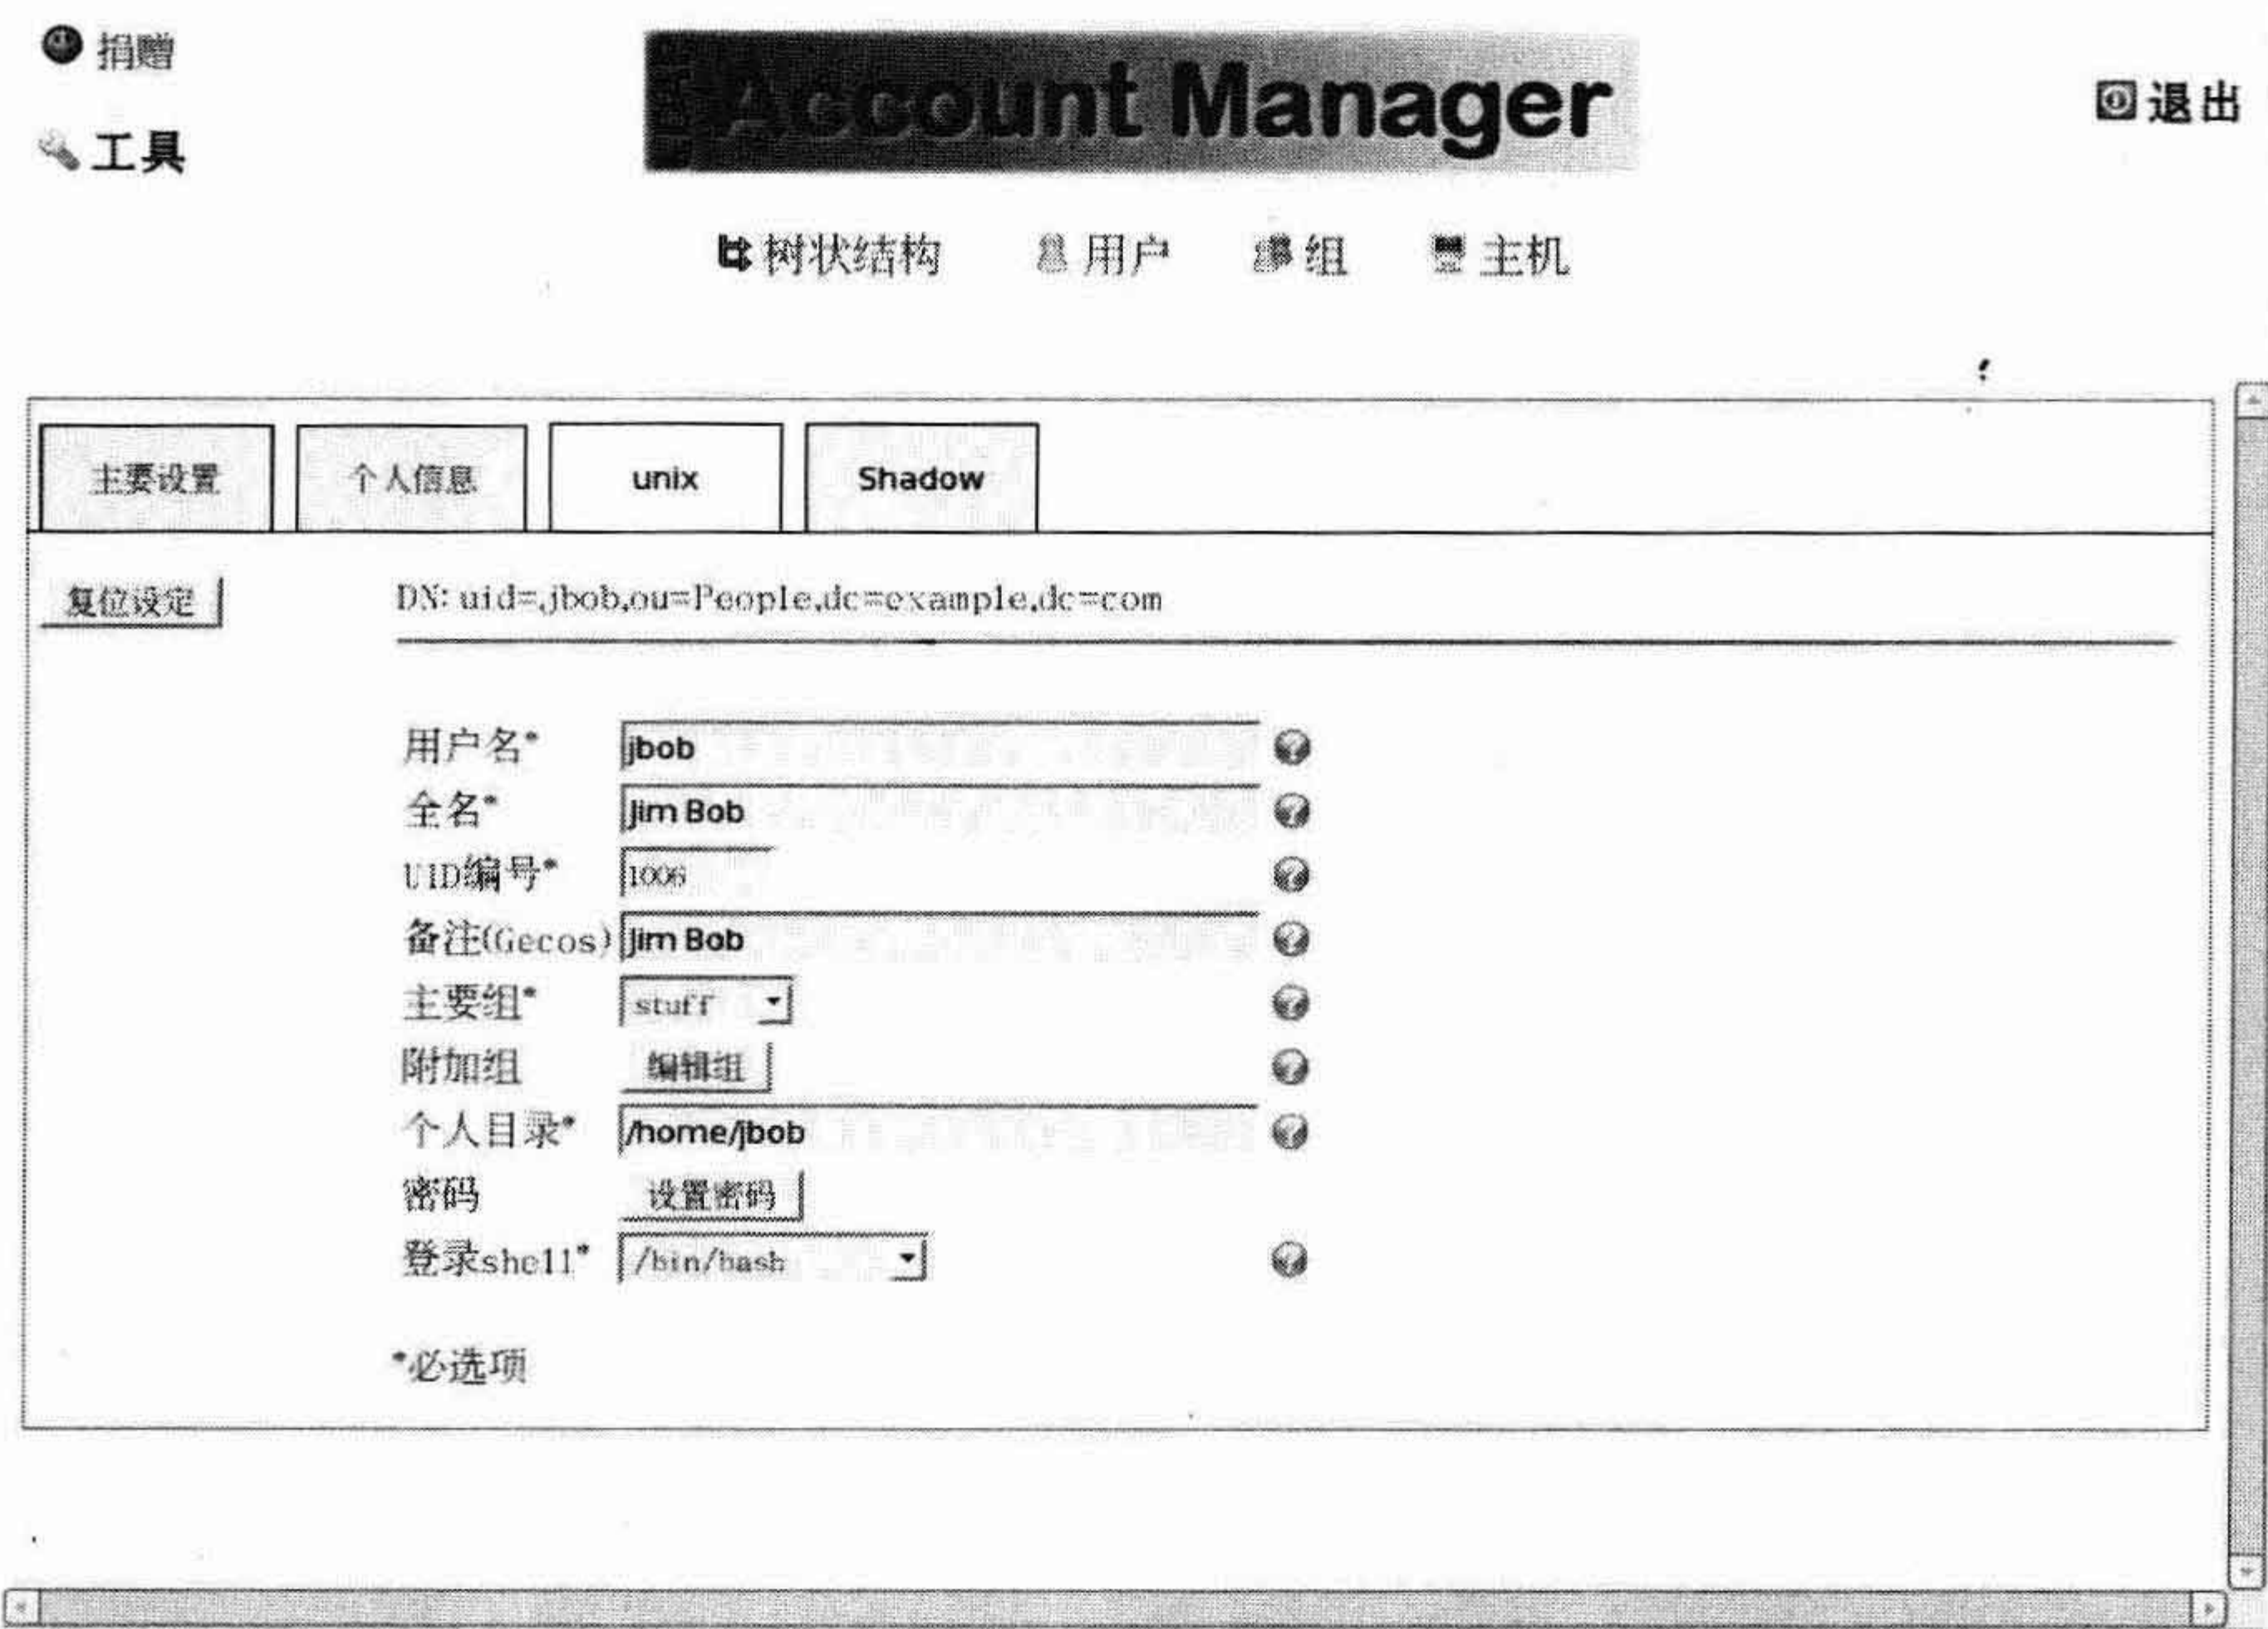 捐赠
工具
Account Manager
退出
树状结构 用户 组 主机
主要设置 个人信息 unix Shadow
复位设定
DN: uid=jbob,ou=People,dc=example,dc=com
用户名* jbob
全名* Jim Bob
UID编号* 1006
备注(Gecos) Jim Bob
主要组* stuff
附加组 编辑组
个人目录* /home/jbob
密码 设置密码
登录shell* /bin/bash
*必选项